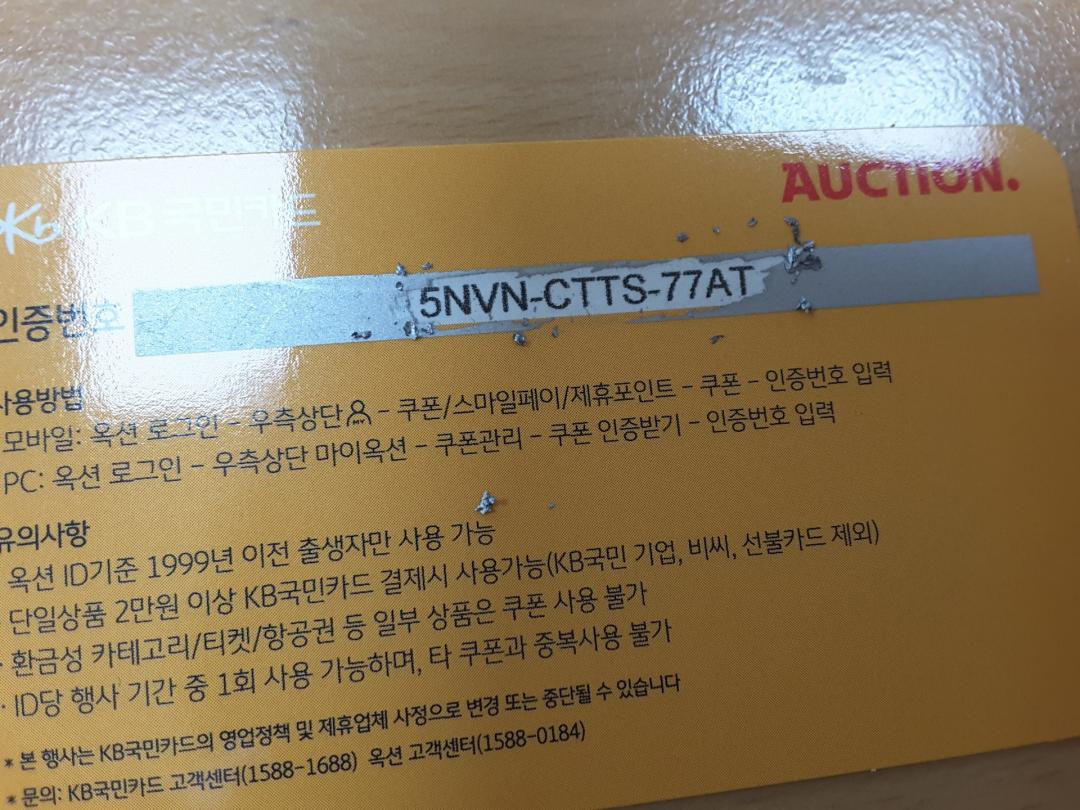 AUCTION.
Kb KB국민카드
인증번호 5NVN-CTTS-77AT
사용방법
모바일: 옥션 로그인 - 우측상단 - 쿠폰/스마일페이/제휴포인트 - 쿠폰 - 인증번호 입력
PC: 옥션 로그인 - 우측상단 마이옥션 - 쿠폰관리 - 쿠폰 인증받기 - 인증번호 입력
유의사항
· 옥션 ID기준 1999년 이전 출생자만 사용 가능
· 단일상품 2만원 이상 KB국민카드 결제시 사용가능(KB국민 기업, 비씨, 선불카드 제외)
· 환금성 카테고리/티켓/항공권 등 일부 상품은 쿠폰 사용 불가
· ID당 행사 기간 중 1회 사용 가능하며, 타 쿠폰과 중복사용 불가
* 본 행사는 KB국민카드의 영업정책 및 제휴업체 사정으로 변경 또는 중단될 수 있습니다
* 문의: KB국민카드 고객센터(1588-1688) 옥션 고객센터(1588-0184)